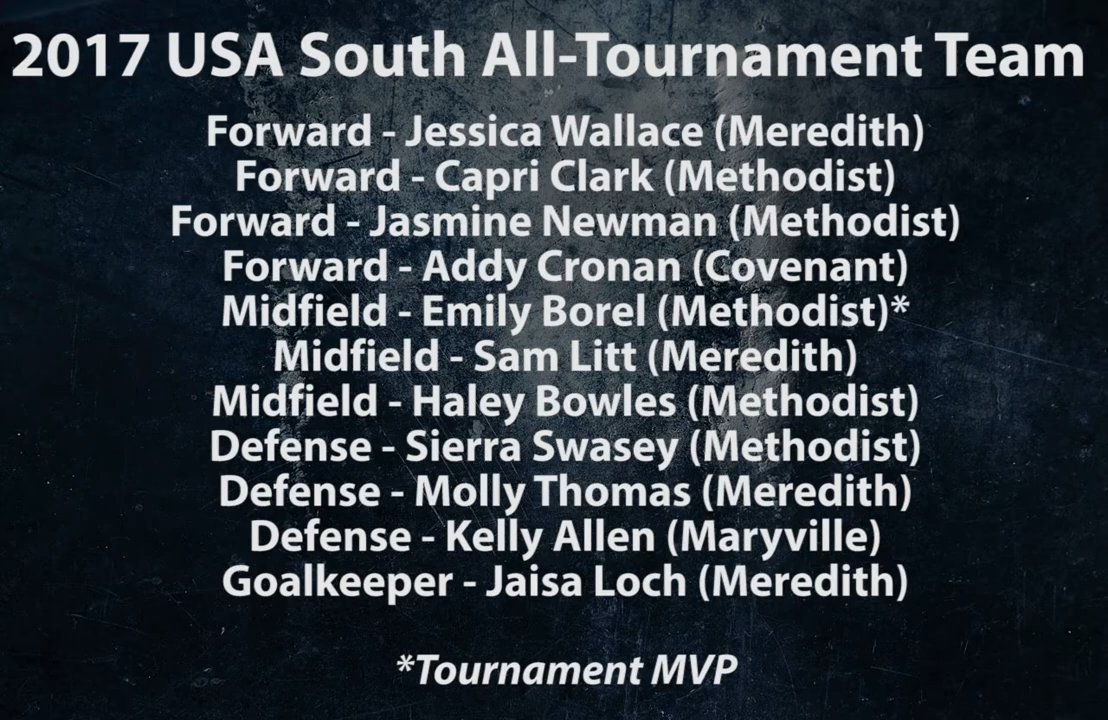 2017 USA South All-Tournament Team
Forward - Jessica Wallace (Meredith)
Forward - Capri Clark (Methodist)
Forward - Jasmine Newman (Methodist)
Forward - Addy Cronan (Covenant)
Midfield - Emily Borel (Methodist)*
Midfield - Sam Litt (Meredith)
Midfield - Haley Bowles (Methodist)
Defense - Sierra Swasey (Methodist)
Defense - Molly Thomas (Meredith)
Defense - Kelly Allen (Maryville)
Goalkeeper - Jaisa Loch (Meredith)
*Tournament MVP